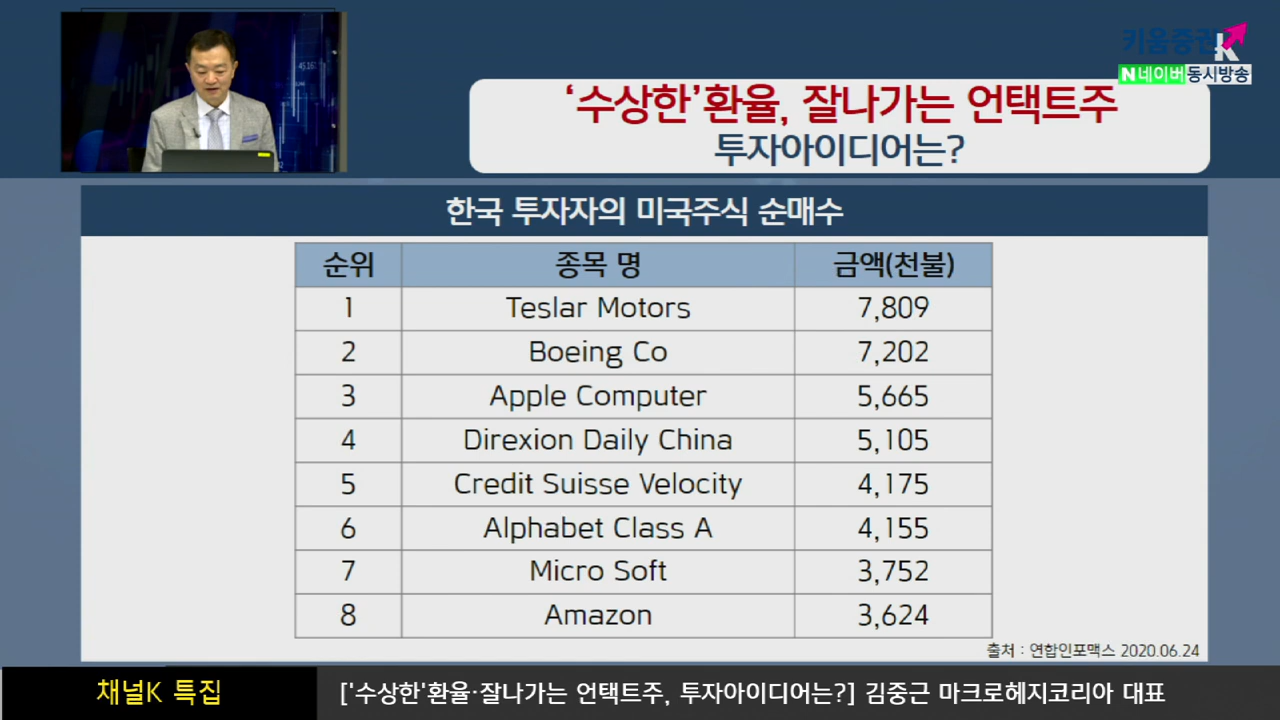 키움증권K
N네이버 동시방송
‘수상한’환율, 잘나가는 언택트주
투자아이디어는?
한국 투자자의 미국주식 순매수
순위 종목 명 금액(천불)
1 Teslar Motors 7,809
2 Boeing Co 7,202
3 Apple Computer 5,665
4 Direxion Daily China 5,105
5 Credit Suisse Velocity 4,175
6 Alphabet Class A 4,155
7 Micro Soft 3,752
8 Amazon 3,624
출처 : 연합인포맥스 2020.06.24
채널K 특집
['수상한'환율·잘나가는 언택트주, 투자아이디어는?] 김중근 마크로헤지코리아 대표